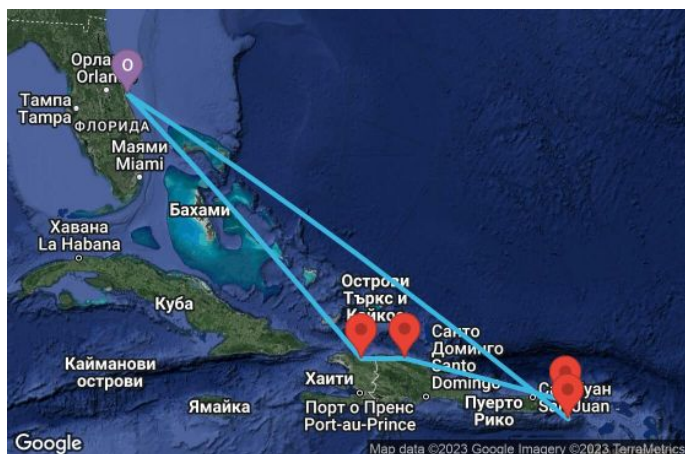 O
Орла
Orlan
Тампа
Tampa
ФЛОРИДА
Маями
Miami
Бахами
Хавана
La Habana
Куба
Острови
Търкс и
Кайкос
Санто
Доминго
Santo
Domingo
Кайманови
острови
Хаити
Ямайка
Порт о Пренс
Port-au-Prince
Пуерто
Рико
уан
San Juan
Google
Map data ©2023 Google Imagery ©2023 TerraMetrics